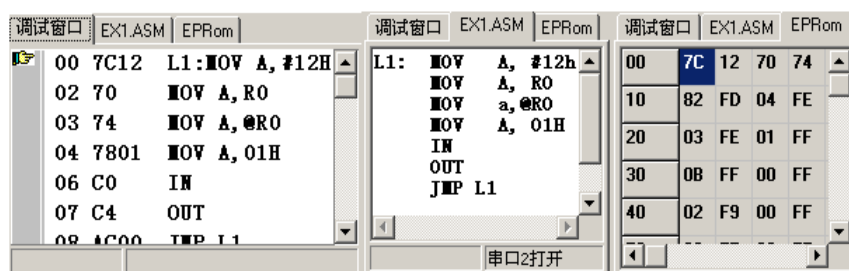 调试窗口 EX1.ASM EPRom
00 7C12 L1:MOV A,#12H
02 70 MOV A,R0
03 74 MOV A,@R0
04 7801 MOV A,01H
06 C0 IN
07 C4 OUT
08 AC00 JMP L1
调试窗口 EX1.ASM EPRom
L1: MOV A, #12h
MOV A, R0
MOV a,@R0
MOV A, 01H
IN
OUT
JMP L1
串口2打开
调试窗口 EX1.ASM EPRom
00 7C 12 70 74
10 82 FD 04 FE
20 03 FE 01 FF
30 0B FF 00 FF
40 02 F9 00 FF